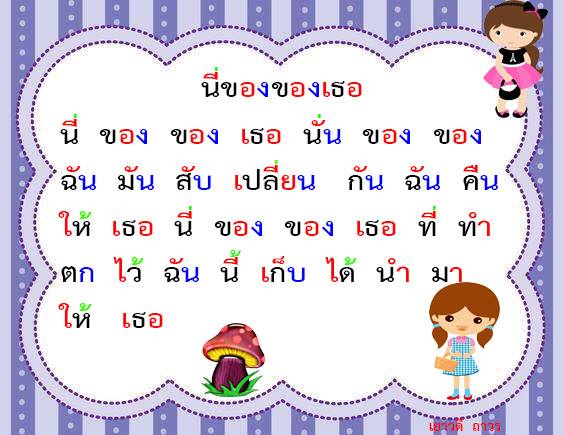 นี่ของของเธอ
นี่ ของ ของ เธอ นั่น ของ ของ
ฉัน มัน สับ เปลี่ยน กัน ฉัน คืน
ให้ เธอ นี่ ของ ของ เธอ ที่ ทำ
ตก ไว้ ฉัน นี้ เก็บ ได้ นำ มา
ให้ เธอ
เยาวดี ถาวร